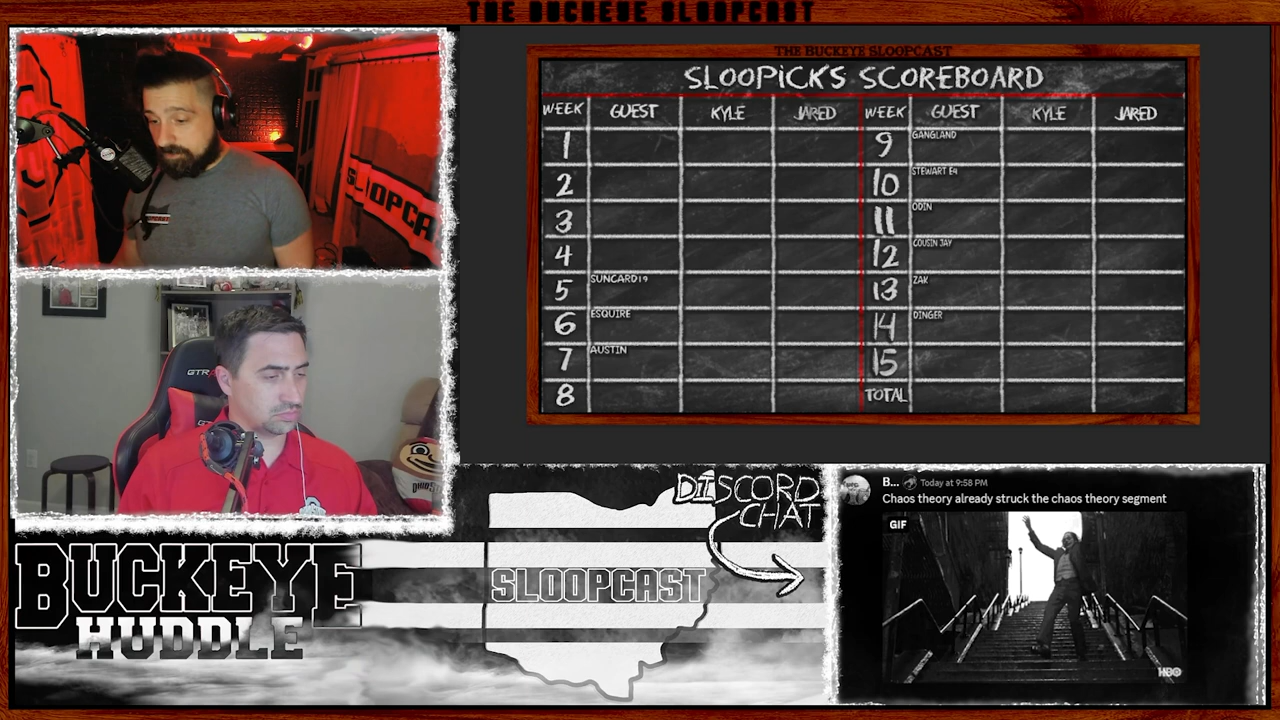 THE BUCKEYE SLOOPCAST
THE BUCKEYE SLOOPCAST
SLOOPICKS SCOREBOARD
WEEK GUEST KYLE JARED WEEK GUEST KYLE JARED
1 9 GANGLAND
2 10 STEWART E4
3 11 ODIN
4 12 COUSIN JAY
5 SUNCARD19 13 ZAK
6 ESQUIRE 14 DINGER
7 AUSTIN 15
8 TOTAL
SLOOPCA
GTR
OHIO
BUCKEYE
HUDDLE
SLOOPCAST
DISCORD
CHAT
B... Today at 9:58 PM
Chaos theory already struck the chaos theory segment
GIF
HBO